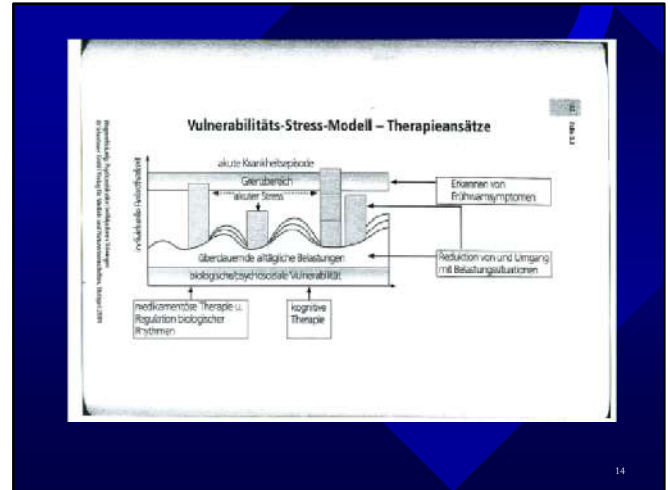 Vulnerabilitäts-Stress-Modell – Therapieansätze
akute Krankheitsepisode
Grenzbereich
akuter Stress
Erkennen von
Frühwarnsymptomen
überdauernde alltägliche Belastungen
biologische/psychosoziale Vulnerabilität
Reduktion von und Umgang
mit Belastungssituationen
medikamentöse Therapie u.
Regulation biologischer
Rhythmen
kognitive
Therapie
14